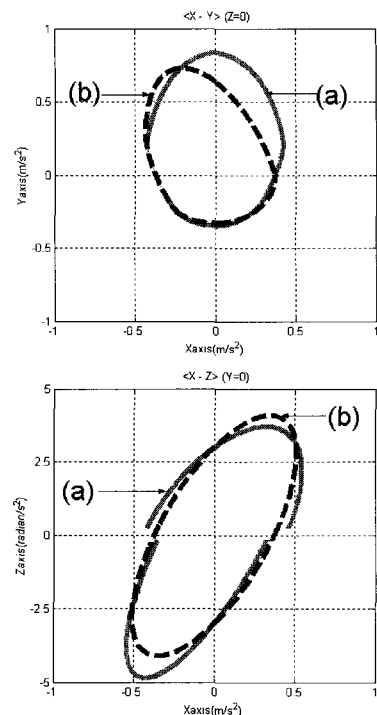 <X - Y> (Z=0)
1
(b)
(a)
0.5
Yaxis(m/s²)
0
-0.5
-1
-1
-0.5
0
0.5
1
Xaxis(m/s²)
<X - Z> (Y=0)
5
(b)
2.5
(a)
Zaxis(radian/s²)
0
-2.5
-5
-1
-0.5
0
0.5
1
Xaxis(m/s²)